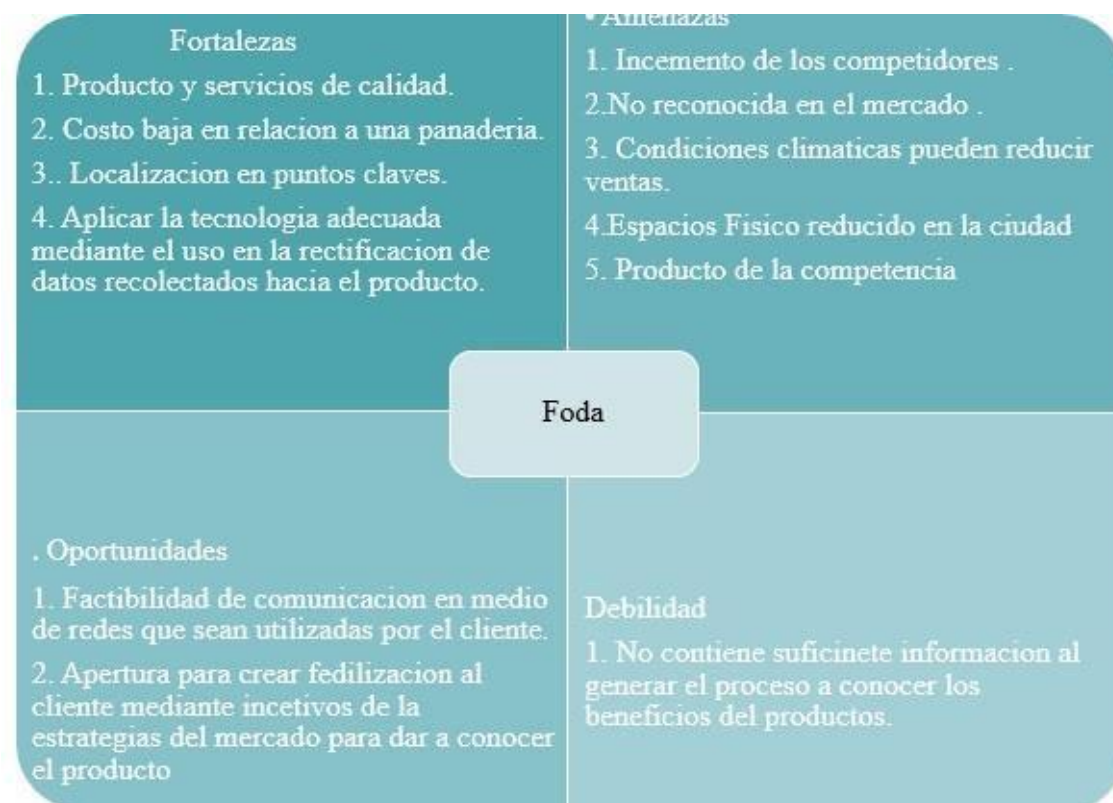 Fortalezas
1. Producto y servicios de calidad.
2. Costo baja en relacion a una panaderia.
3.. Localizacion en puntos claves.
4. Aplicar la tecnologia adecuada
mediante el uso en la rectificacion de
datos recolectados hacia el producto.
• Amenazas
1. Incemento de los competidores .
2.No reconocida en el mercado .
3. Condiciones climaticas pueden reducir
ventas.
4.Espacios Fisico reducido en la ciudad
5. Producto de la competencia
Foda
. Oportunidades
1. Factibilidad de comunicacion en medio
de redes que sean utilizadas por el cliente.
2. Apertura para crear fedilizacion al
cliente mediante incetivos de la
estrategias del mercado para dar a conocer
el producto
Debilidad
1. No contiene suficinete informacion al
generar el proceso a conocer los
beneficios del productos.